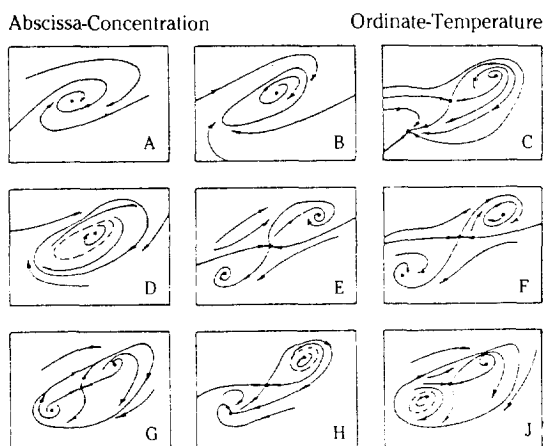 Abscissa-Concentration Ordinate-Temperature
A B C
D E F
G H J